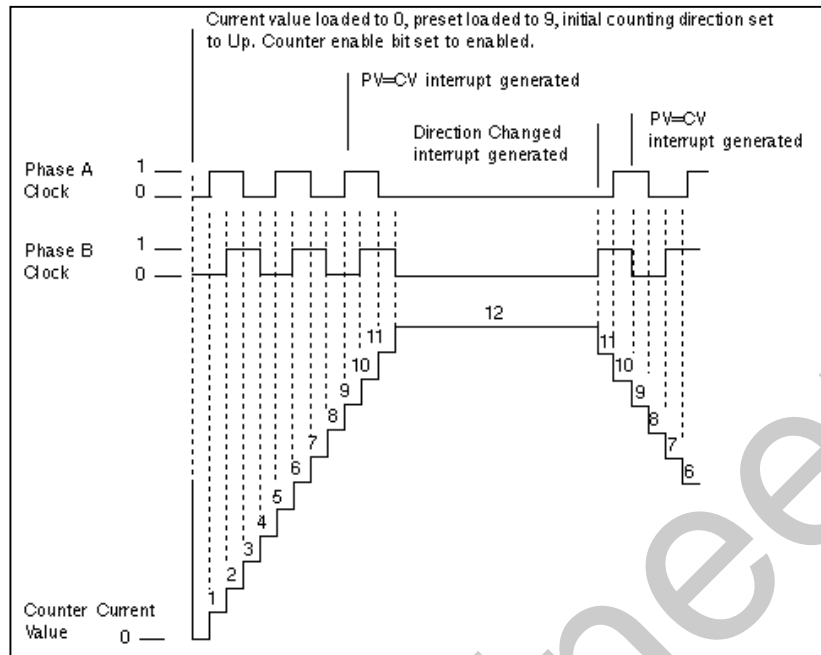 Current value loaded to 0, preset loaded to 9, initial counting direction set
to Up. Counter enable bit set to enabled.
PV=CV interrupt generated
PV=CV
interrupt generated
Direction Changed
interrupt generated
Phase A
Clock
1
0
Phase B
Clock
1
0
12
11
10
9
8
7
6
5
4
3
2
1
11
10
9
8
7
6
Counter Current
Value
0